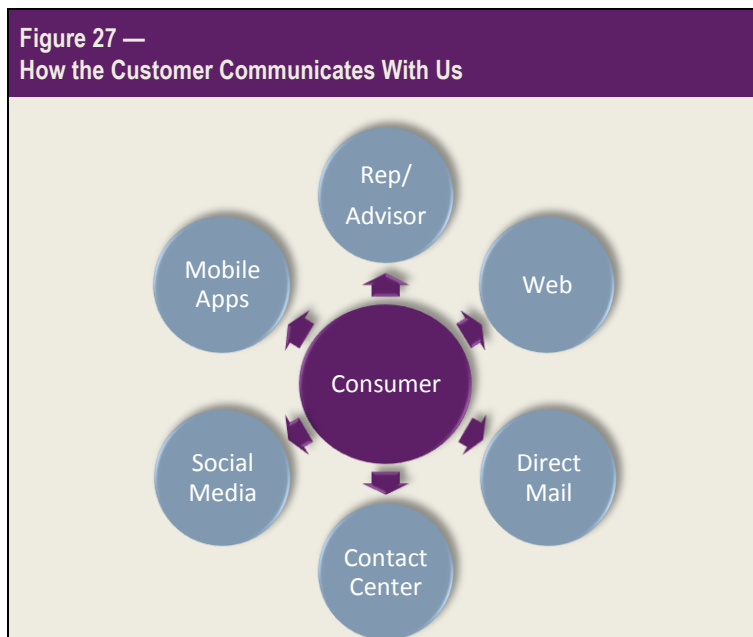 Figure 27 —
How the Customer Communicates With Us
Rep/
Advisor
Mobile
Apps
Web
Consumer
Social
Media
Direct
Mail
Contact
Center